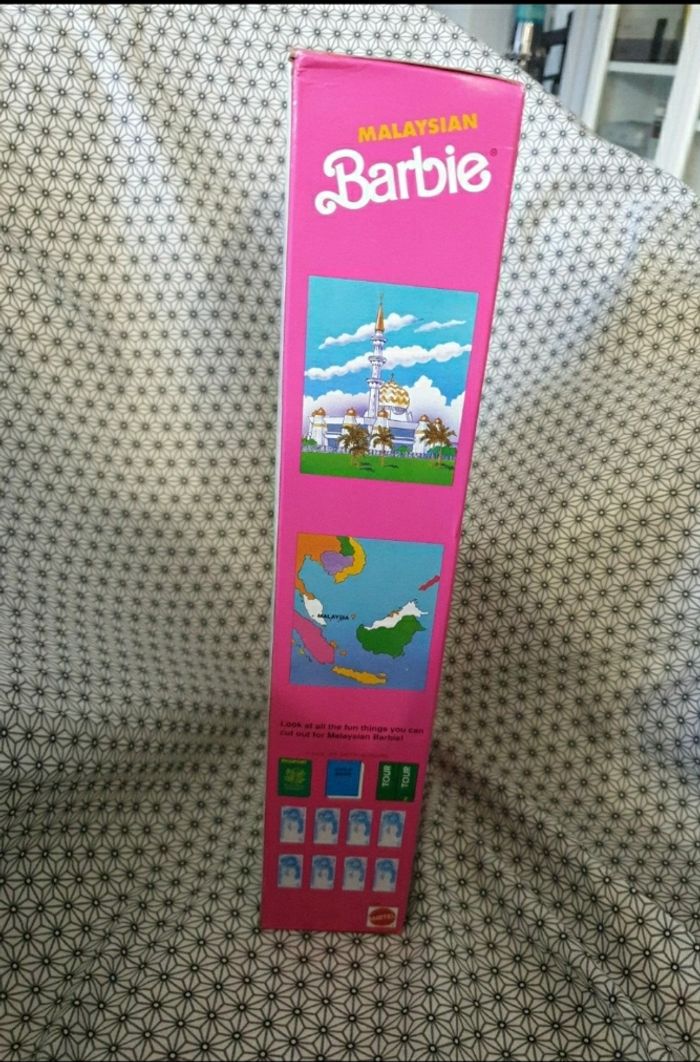 MALAYSIAN
Barbie®
MALAYSIA
Look at all the fun things you can
cut out for Malaysian Barbie!
PASSPORT
TOUR
TOUR
MATTEL